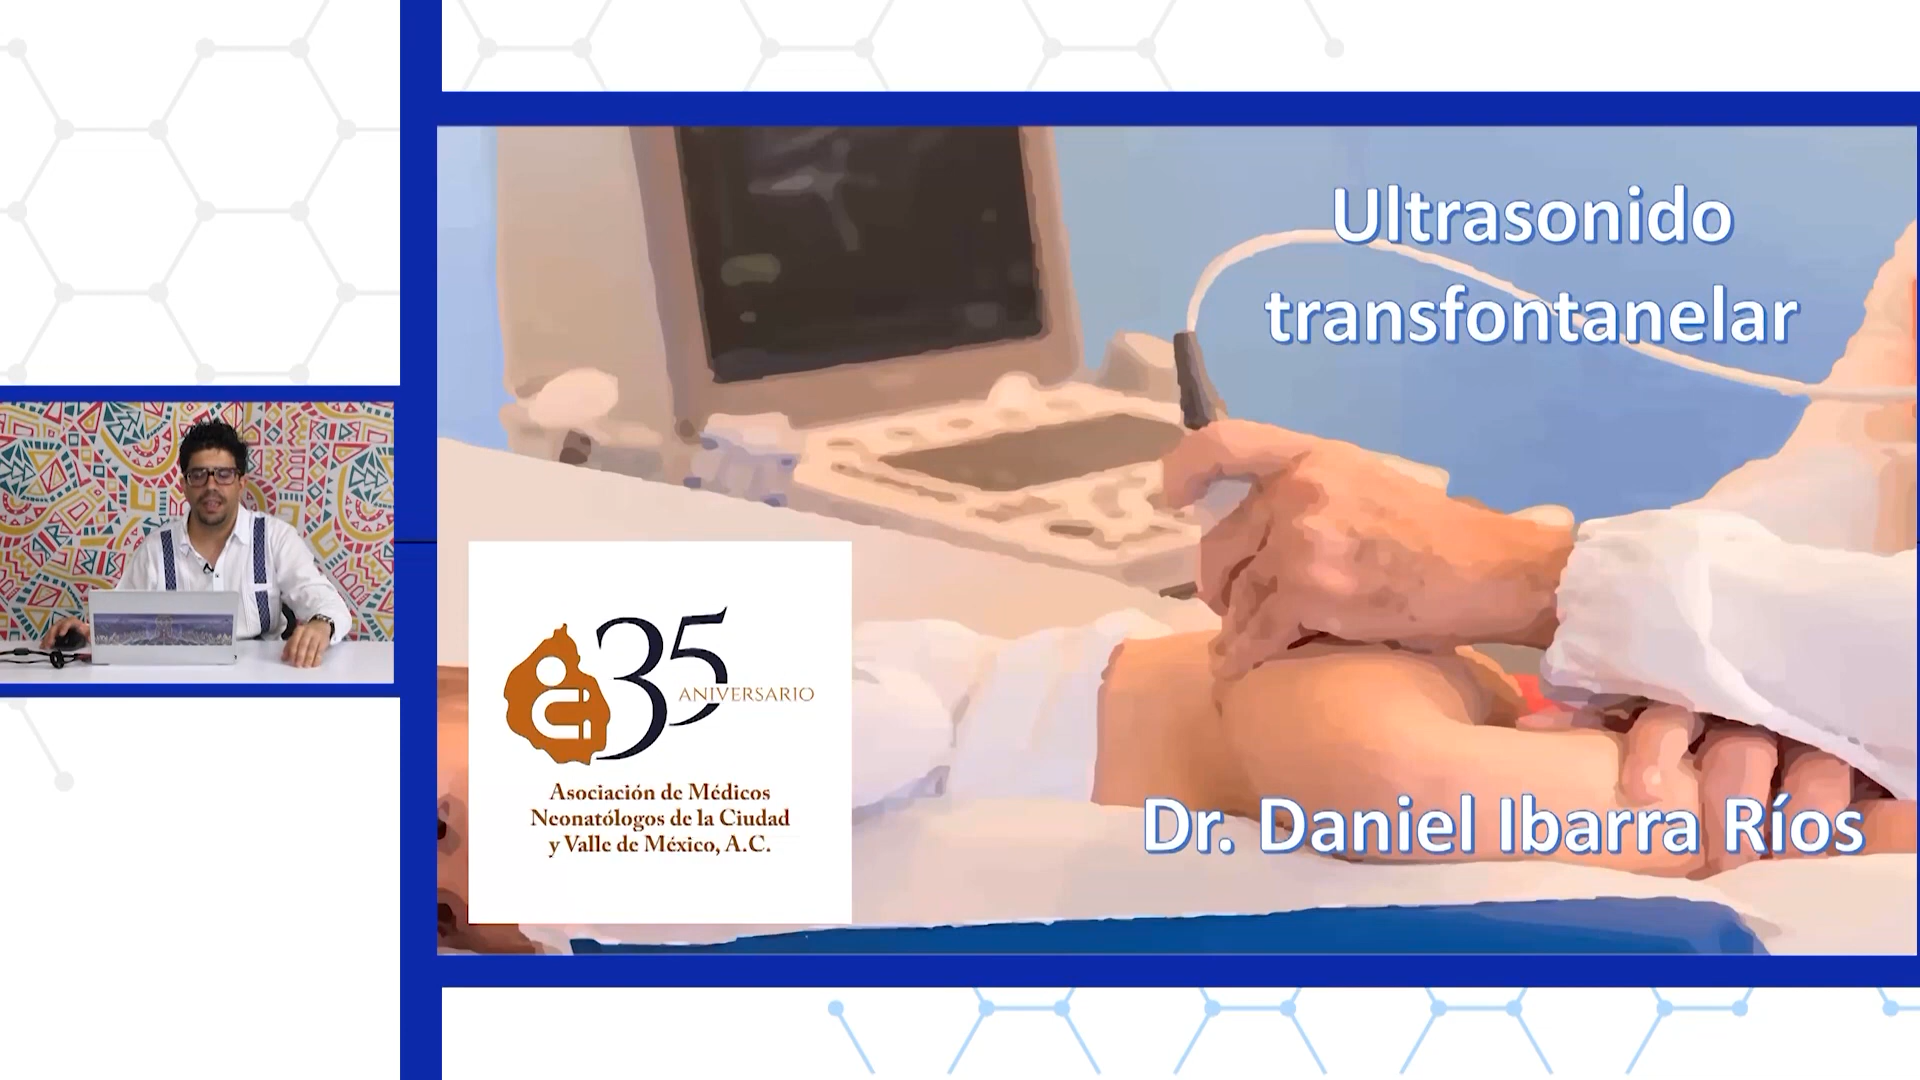 Ultrasonido
transfontanelar
35
ANIVERSARIO
Asociación de Médicos
Neonatólogos de la Ciudad
y Valle de México, A.C.
Dr. Daniel Ibarra Ríos